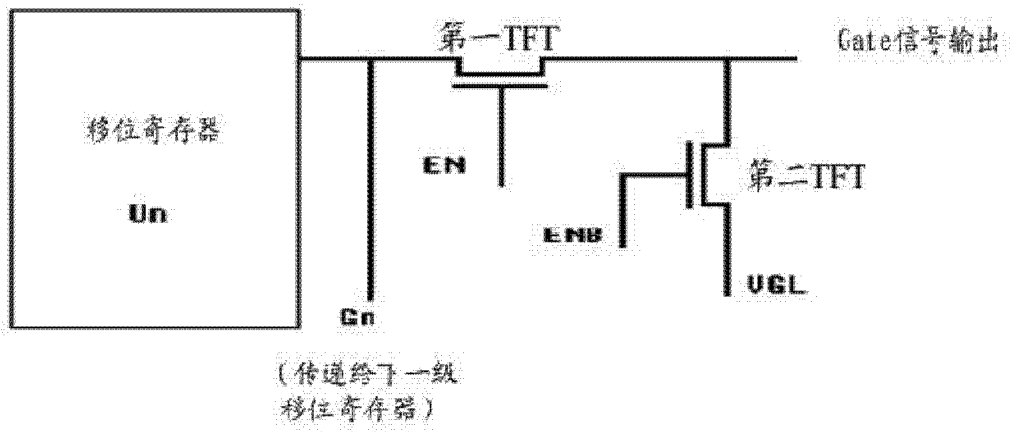 第一TFT
Gate信号输出
移位寄存器
EN
第二TFT
Un
ENB
VGL
Gn
(传递给下一级
移位寄存器)